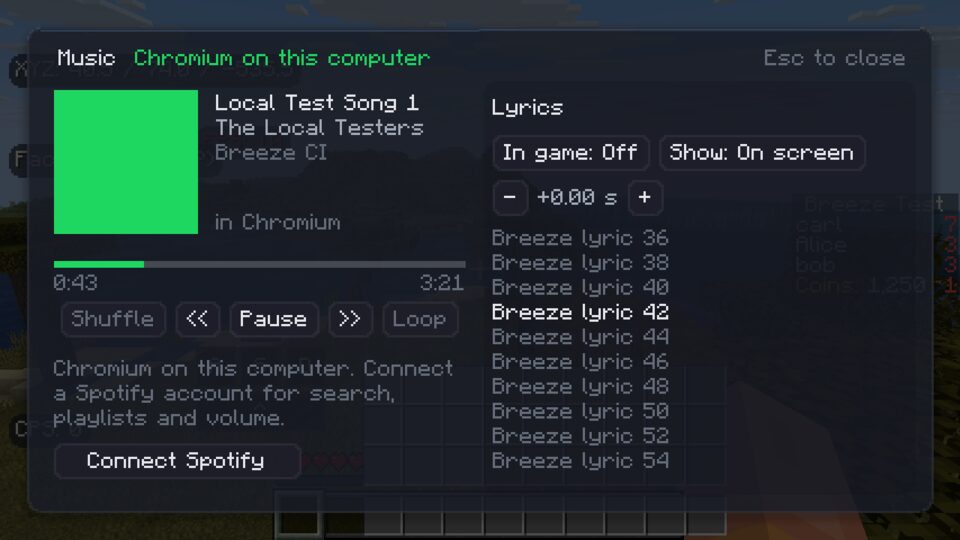 Music Chromium on this computer
Esc to close
Local Test Song 1
The Local Testers
Breeze CI
in Chromium
0:43
3:21
Shuffle
<<
Pause
>>
Loop
Chromium on this computer. Connect
a Spotify account for search,
playlists and volume.
Connect Spotify
Lyrics
In game: Off
Show: On screen
- +0.00 s +
Breeze lyric 36
Breeze lyric 38
Breeze lyric 40
Breeze lyric 42
Breeze lyric 44
Breeze lyric 46
Breeze lyric 48
Breeze lyric 50
Breeze lyric 52
Breeze lyric 54
Breeze Test
carl
Alice
bob
Coins: 1,250